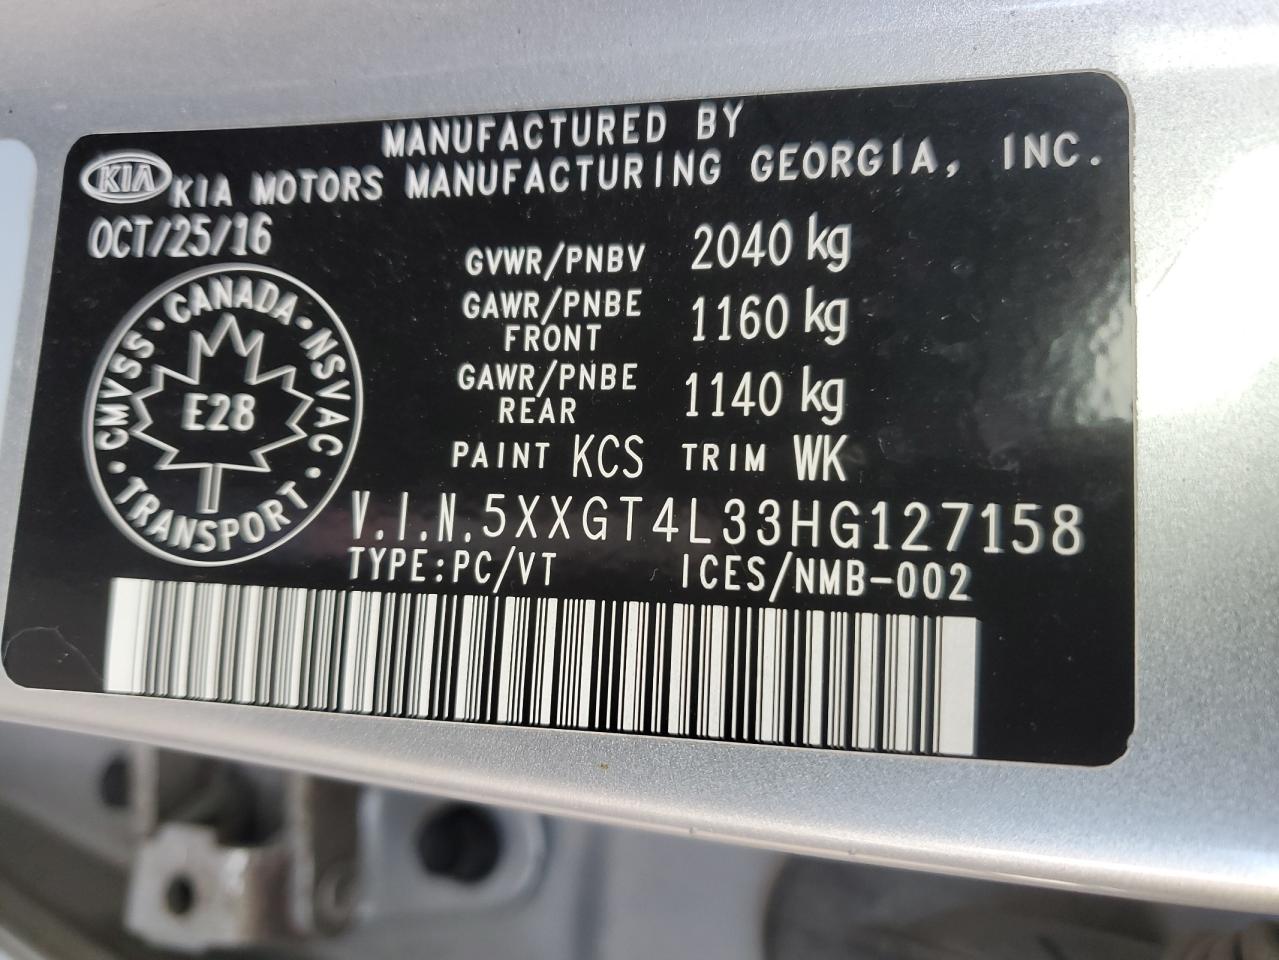 MANUFACTURED BY
KIA KIA MOTORS MANUFACTURING GEORGIA, INC.
OCT/25/16
GVWR/PNBV 2040 kg
GAWR/PNBE FRONT 1160 kg
GAWR/PNBE REAR 1140 kg
PAINT KCS TRIM WK
CANADA · NSVAC · TRANSPORT · CMVSS ·
E28
V.I.N. 5XXGT4L33HG127158
TYPE:PC/VT ICES/NMB-002